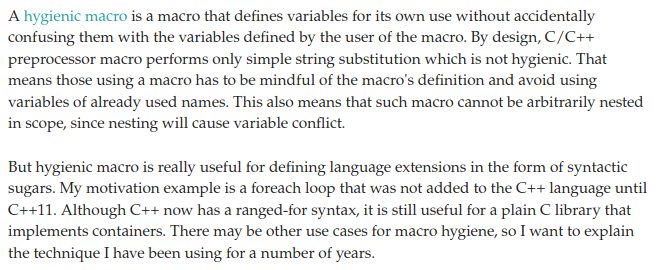 A hygienic macro is a macro that defines variables for its own use without accidentally
confusing them with the variables defined by the user of the macro. By design, C/C++
preprocessor macro performs only simple string substitution which is not hygienic. That
means those using a macro has to be mindful of the macro's definition and avoid using
variables of already used names. This also means that such macro cannot be arbitrarily nested
in scope, since nesting will cause variable conflict.
But hygienic macro is really useful for defining language extensions in the form of syntactic
sugars. My motivation example is a foreach loop that was not added to the C++ language until
C++11. Although C++ now has a ranged-for syntax, it is still useful for a plain C library that
implements containers. There may be other use cases for macro hygiene, so I want to explain
the technique I have been using for a number of years.